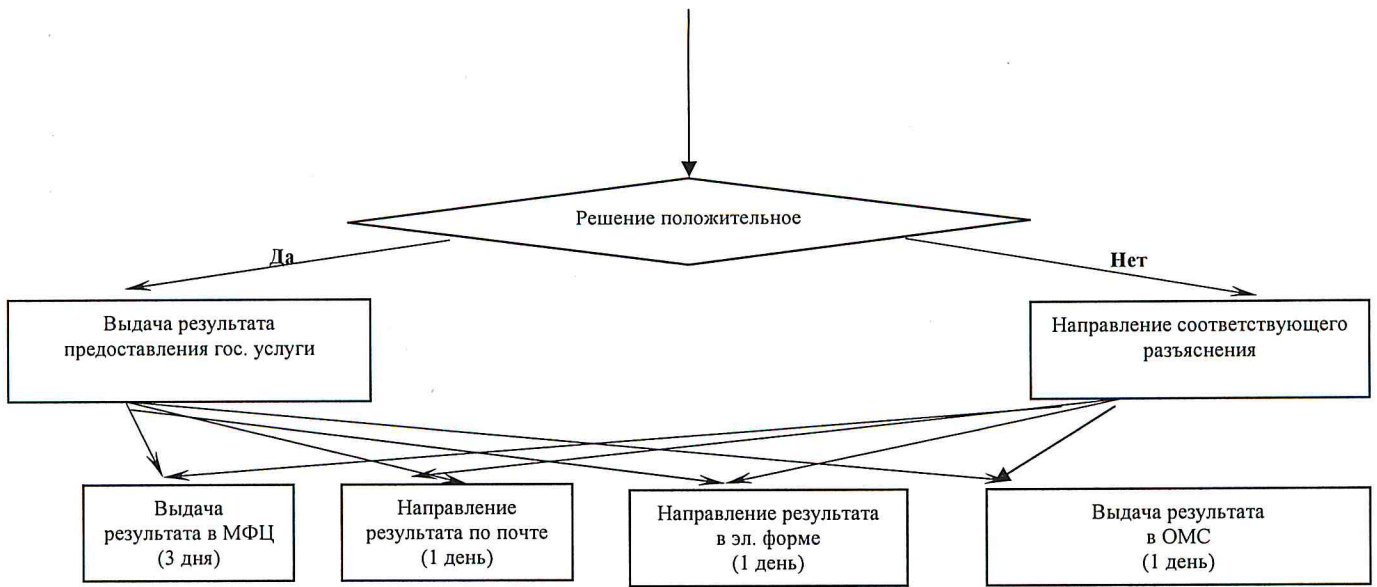 Решение положительное
Да
Нет
Выдача результата
предоставления гос. услуги
Направление соответствующего
разъяснения
Выдача
результата в МФЦ
(3 дня)
Направление
результата по почте
(1 день)
Направление результата
в эл. форме
(1 день)
Выдача результата
в ОМС
(1 день)